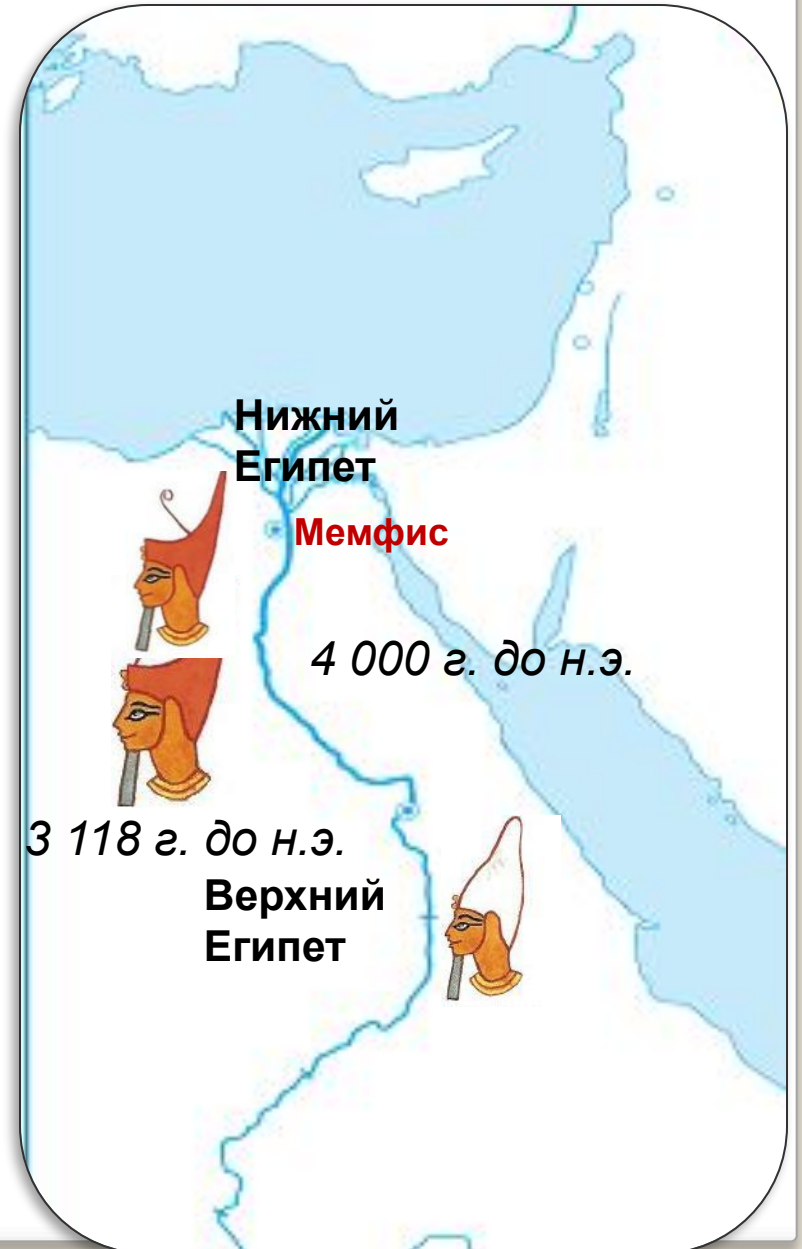 Нижний
Египет
Мемфис
4 000 г. до н.э.
3 118 г. до н.э.
Верхний
Египет